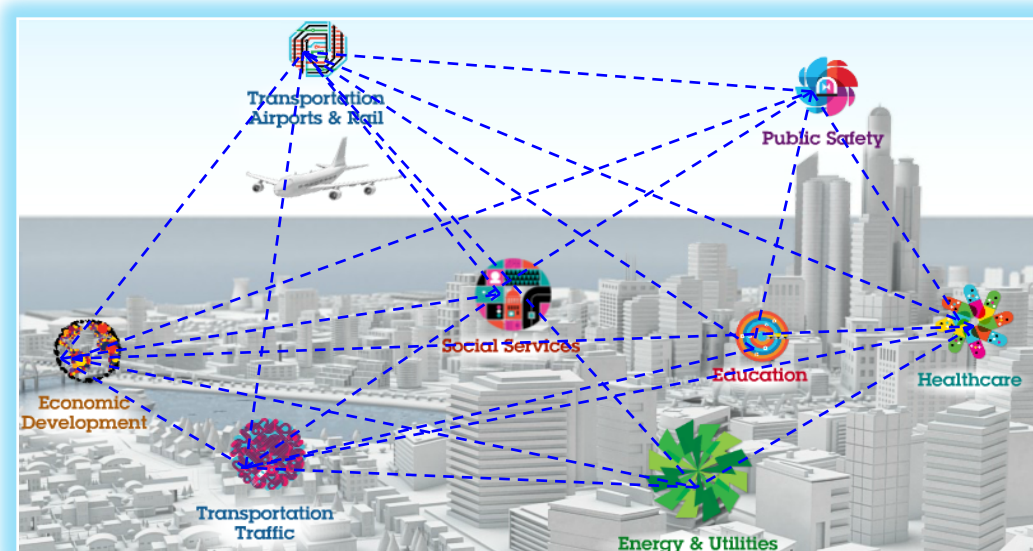 Transportation
Airports & Rail
Public Safety
Social Services
Education
Healthcare
Economic
Development
Transportation
Traffic
Energy & Utilities